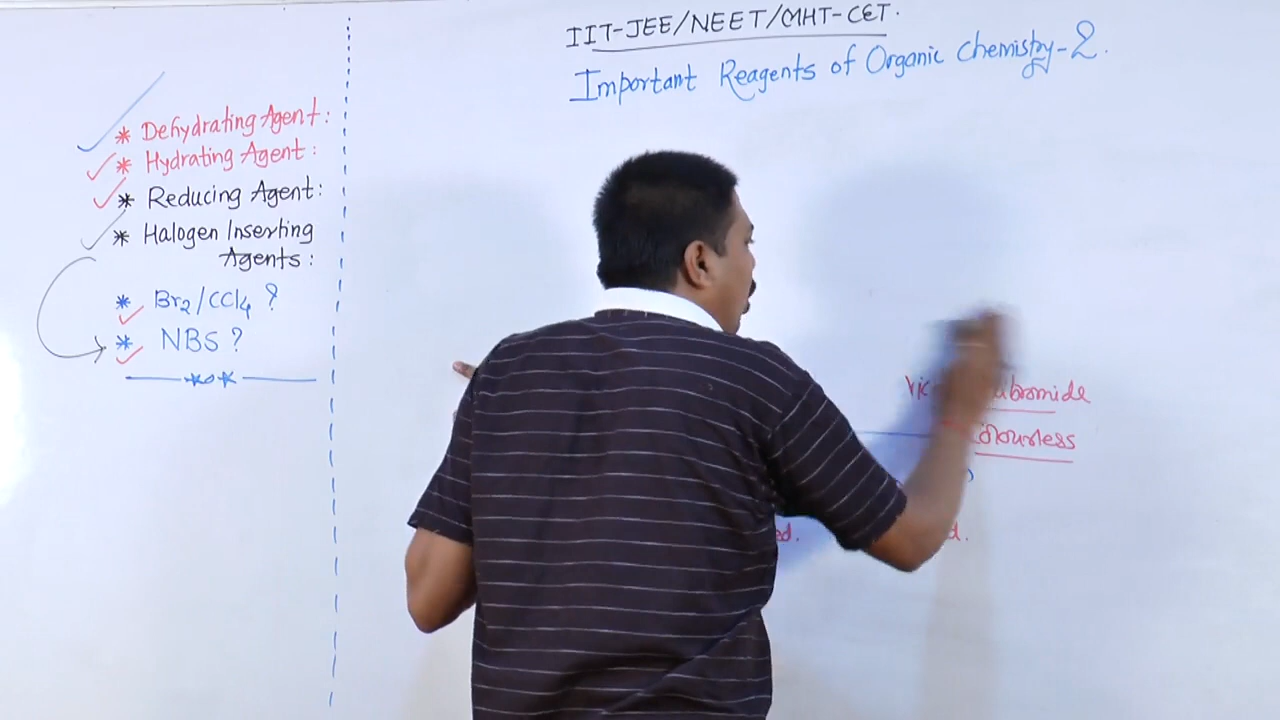 IIT-JEE/NEET/MHT-CET.
Important Reagents of Organic Chemistry-2.
* Dehydrating Agent:
* Hydrating Agent:
* Reducing Agent:
* Halogen Inserting
Agents:
* Br2/CCl4 ?
* NBS ?